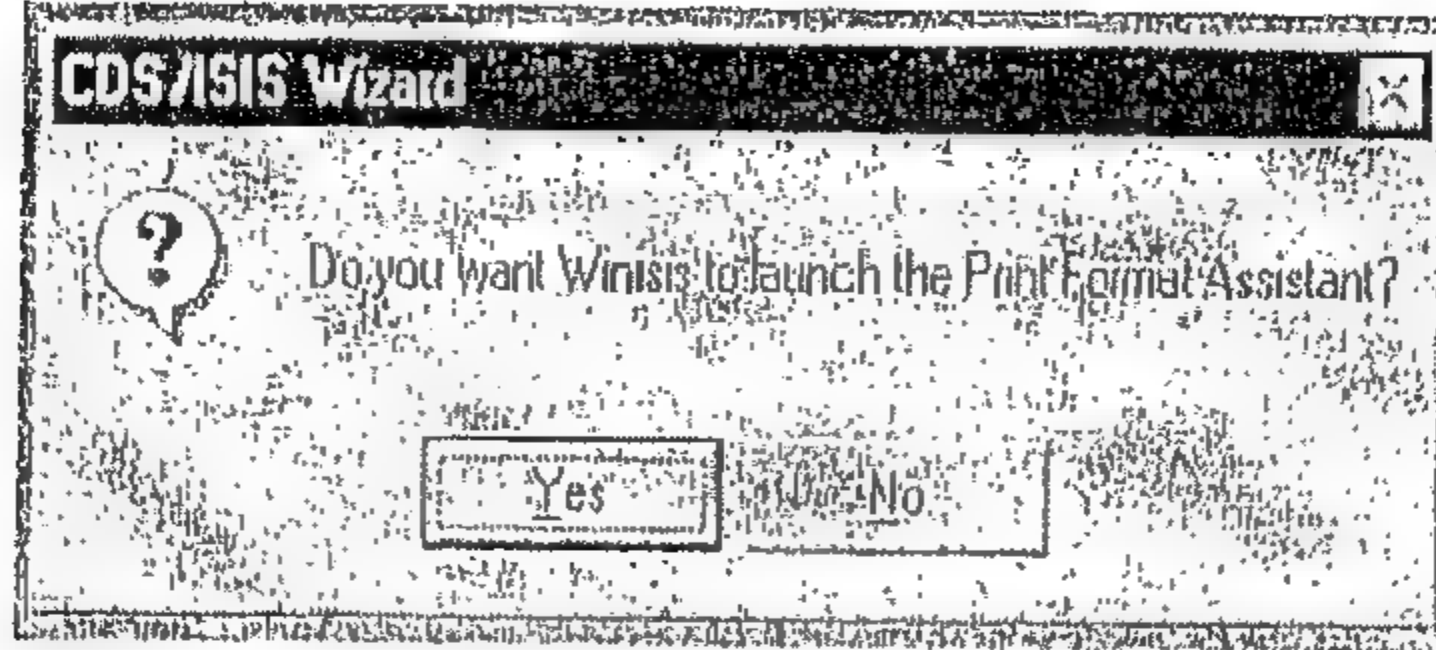 CDS/ISIS Wizard
?
Do you want Winisis to launch the Print Format Assistant?
Yes No